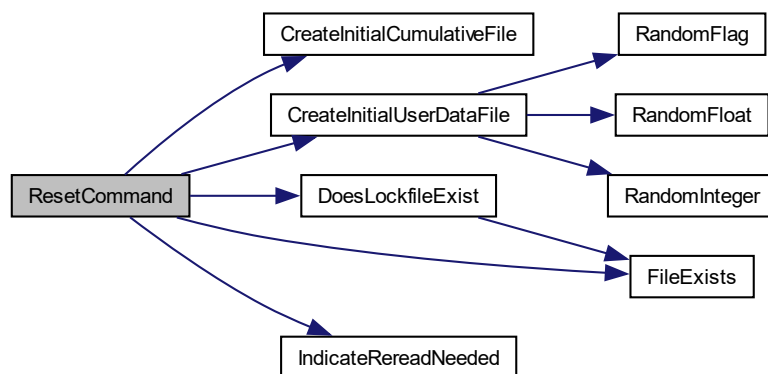 CreateInitialCumulativeFile
RandomFlag
CreateInitialUserDataFile
RandomFloat
ResetCommand
DoesLockfileExist
RandomInteger
FileExists
IndicateRereadNeeded